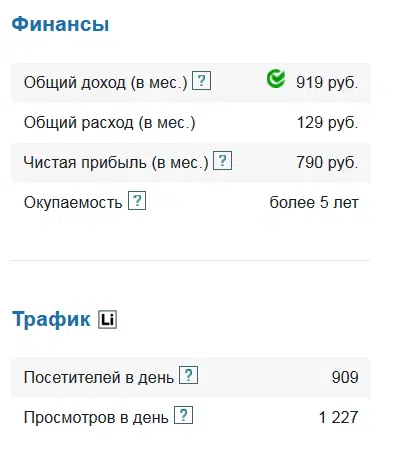 Финансы
Общий доход (в мес.) ? 919 руб.
Общий расход (в мес.) 129 руб.
Чистая прибыль (в мес.) ? 790 руб.
Окупаемость ? более 5 лет
Трафик Li
Посетителей в день ? 909
Просмотров в день ? 1 227